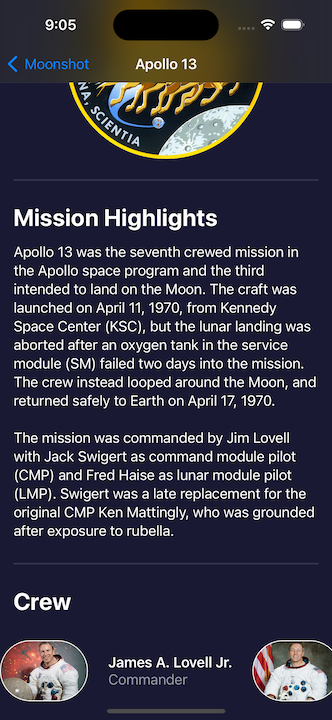 9:05
Moonshot
Apollo 13
NA, SCIENTIA
Mission Highlights
Apollo 13 was the seventh crewed mission in
the Apollo space program and the third
intended to land on the Moon. The craft was
launched on April 11, 1970, from Kennedy
Space Center (KSC), but the lunar landing was
aborted after an oxygen tank in the service
module (SM) failed two days into the mission.
The crew instead looped around the Moon, and
returned safely to Earth on April 17, 1970.
The mission was commanded by Jim Lovell
with Jack Swigert as command module pilot
(CMP) and Fred Haise as lunar module pilot
(LMP). Swigert was a late replacement for the
original CMP Ken Mattingly, who was grounded
after exposure to rubella.
Crew
James A. Lovell Jr.
Commander